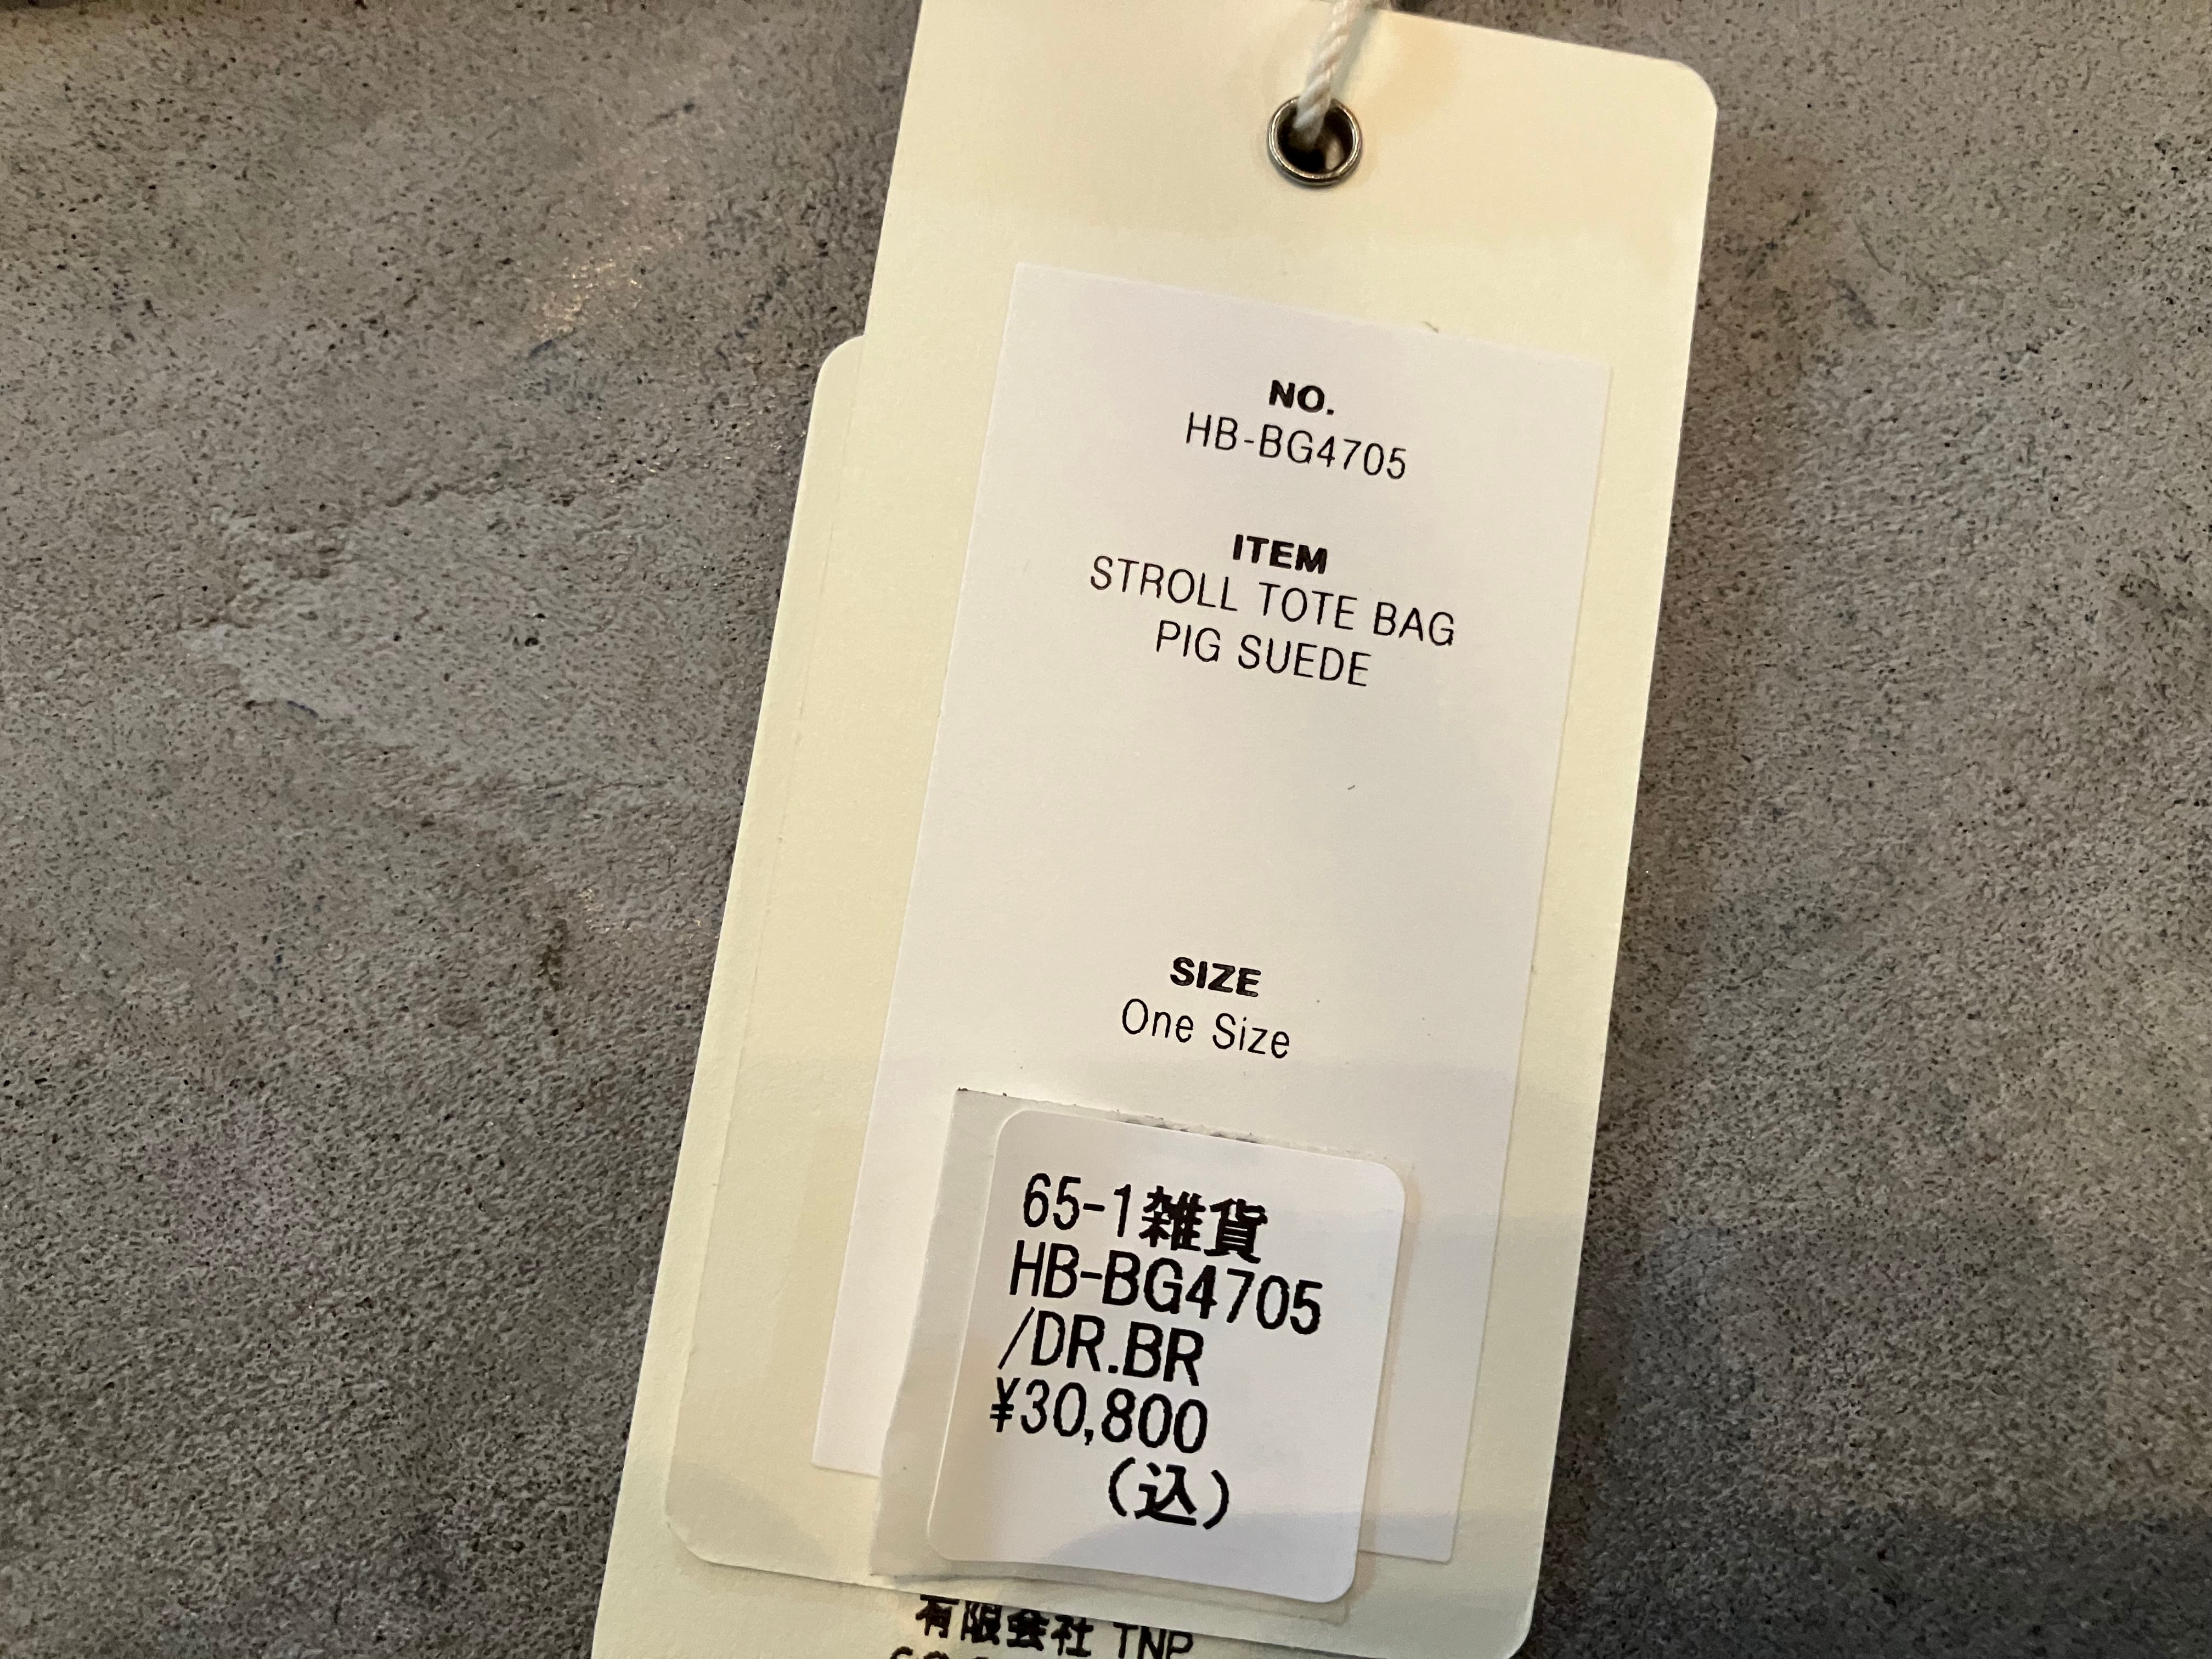 NO.
HB-BG4705
ITEM
STROLL TOTE BAG
PIG SUEDE
SIZE
One Size
65-1雑貨
HB-BG4705
/DR.BR
¥30,800
(込)
有限会社 TNP